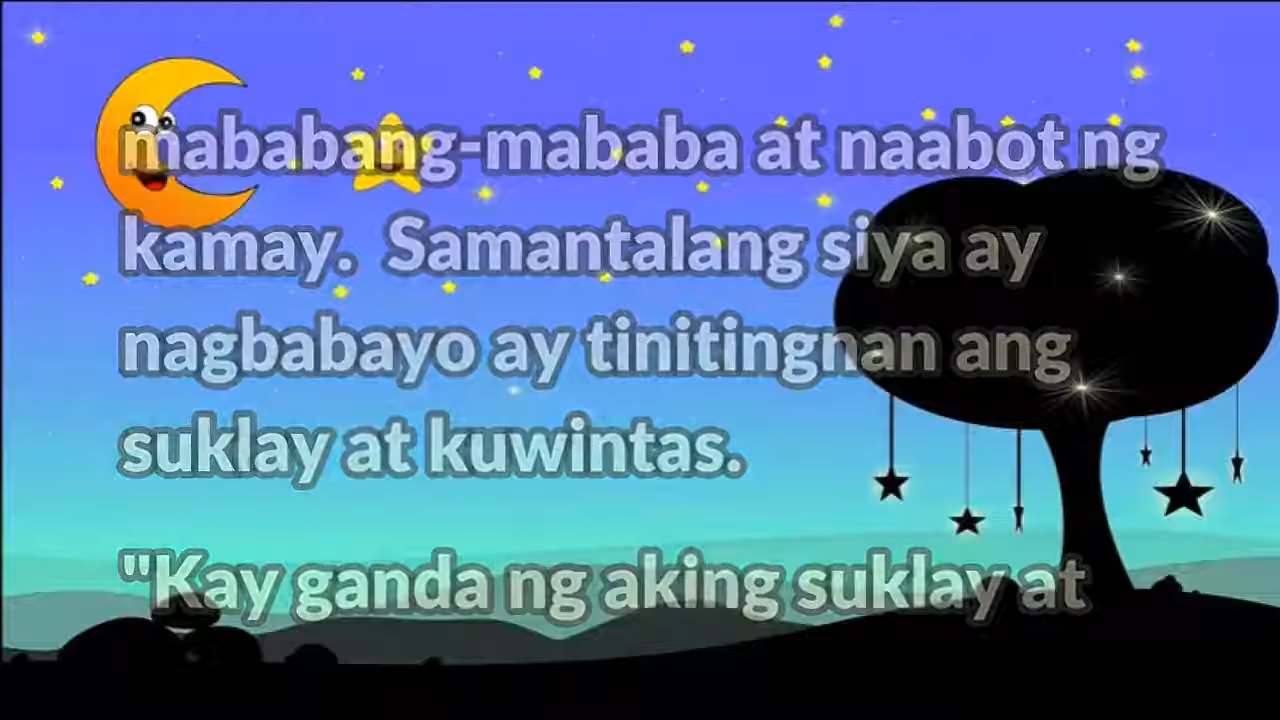 mababang-mababa at naabot ng
kamay.  Samantalang siya ay
nagbabayo ay tinitingnan ang
suklay at kuwintas.
"Kay ganda ng aking suklay at